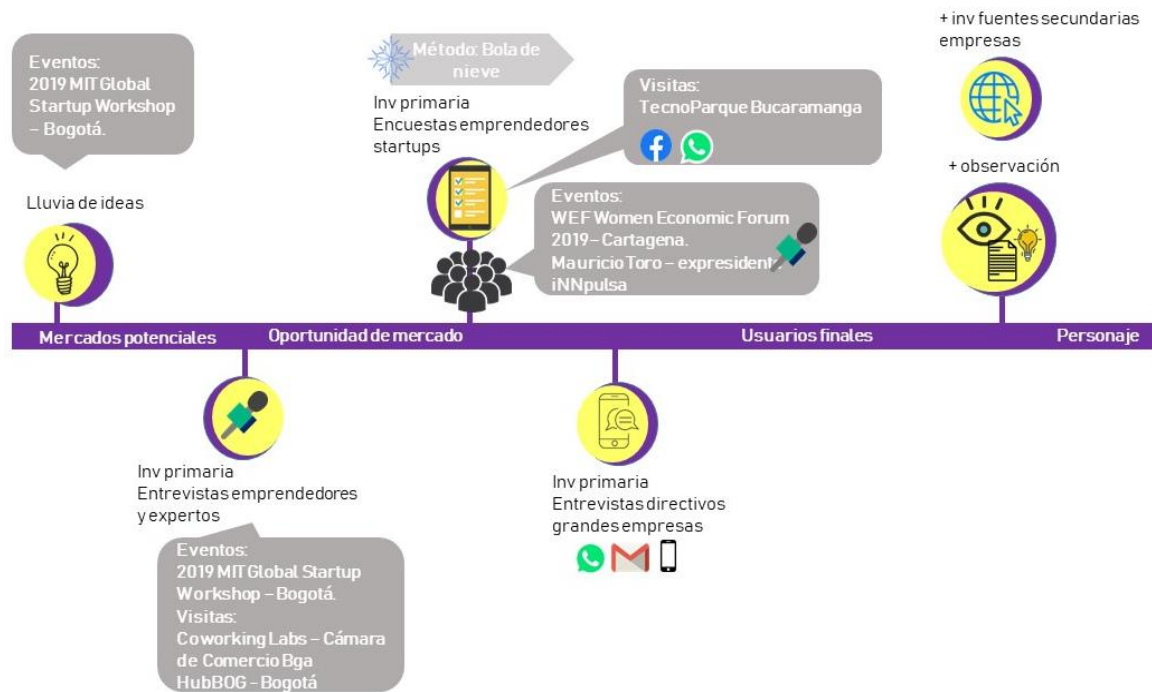 Eventos:
2019 MIT Global
Startup Workshop
– Bogotá.
Lluvia de ideas
Método: Bola de
nieve
Inv primaria
Encuestas emprendedores
startups
Visitas:
TecnoParque Bucaramanga
Eventos:
WEF Women Economic Forum
2019 – Cartagena.
Mauricio Toro – expresidente
iNNpulsa
+ inv fuentes secundarias
empresas
+ observación
Mercados potenciales
Oportunidad de mercado
Usuarios finales
Personaje
Inv primaria
Entrevistas emprendedores
y expertos
Eventos:
2019 MIT Global Startup
Workshop – Bogotá.
Visitas:
Coworking Labs – Cámara
de Comercio Bga
HubBOG – Bogotá
Inv primaria
Entrevistas directivos
grandes empresas